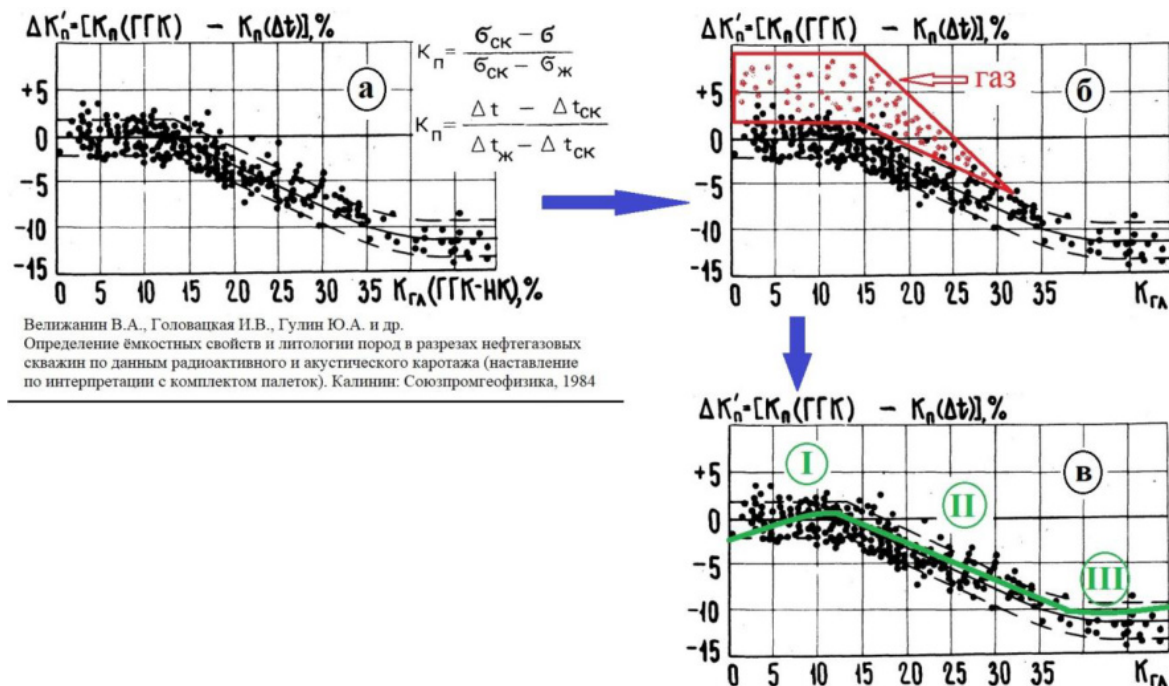 ΔK'п=[Kп(ГГК) – Kп(Δt)],%
+5
0
-5
-10
-15
а
Kп = (σск – σ) / (σск – σж)
Kп = (Δt – Δtск) / (Δtж – Δtск)
0 5 10 15 20 25 30 35 Kгл(ГГК-НК),%
Велижанин В.А., Головацкая И.В., Гулин Ю.А. и др.
Определение ёмкостных свойств и литологии пород в разрезах нефтегазовых
скважин по данным радиоактивного и акустического каротажа (наставление
по интерпретации с комплектом палеток). Калинин: Союзпромгеофизика, 1984
ΔK'п=[Kп(ГГК) – Kп(Δt)],%
+5
0
-5
-10
-15
газ
б
0 5 10 15 20 25 30 35 Kгл
ΔK'п=[Kп(ГГК) – Kп(Δt)],%
+5
0
-5
-10
-15
I
II
III
в
0 5 10 15 20 25 30 35 Kгл